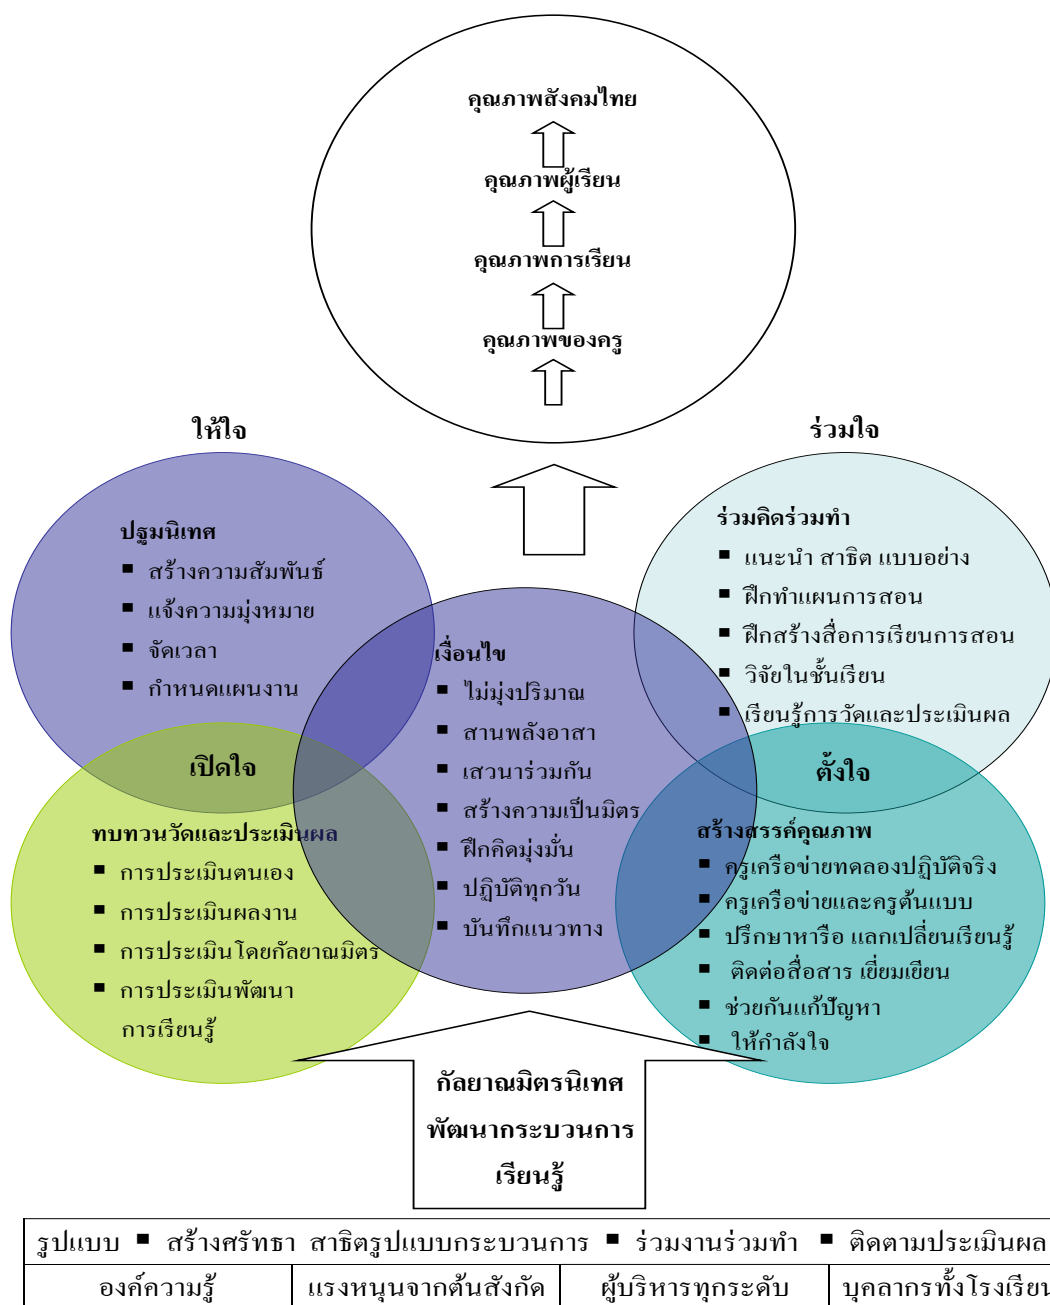 คุณภาพสังคมไทย
คุณภาพผู้เรียน
คุณภาพการเรียน
คุณภาพของครู
ให้ใจ
ปฐมนิเทศ
▪ สร้างความสัมพันธ์
▪ แจ้งความมุ่งหมาย
▪ จัดเวลา
▪ กำหนดแผนงาน
ร่วมใจ
ร่วมคิดร่วมทำ
▪ แนะนำ สาธิต แบบอย่าง
▪ ฝึกทำแผนการสอน
▪ ฝึกสร้างสื่อการเรียนการสอน
▪ วิจัยในชั้นเรียน
▪ เรียนรู้การวัดและประเมินผล
เงื่อนไข
▪ ไม่มุ่งปริมาณ
▪ สานพลังอาสา
▪ เสวนาร่วมกัน
▪ สร้างความเป็นมิตร
▪ ฝึกคิดมุ่งมั่น
▪ ปฏิบัติทุกวัน
▪ บันทึกแนวทาง
เปิดใจ
ทบทวนวัดและประเมินผล
▪ การประเมินตนเอง
▪ การประเมินผลงาน
▪ การประเมินโดยกัลยาณมิตร
▪ การประเมินพัฒนา
การเรียนรู้
ตั้งใจ
สร้างสรรค์คุณภาพ
▪ ครูเครือข่ายทดลองปฏิบัติจริง
▪ ครูเครือข่ายและครูต้นแบบ
▪ ปรึกษาหารือ แลกเปลี่ยนเรียนรู้
▪ ติดต่อสื่อสาร เยี่ยมเยียน
▪ ช่วยกันแก้ปัญหา
▪ ให้กำลังใจ
กัลยาณมิตรนิเทศ
พัฒนากระบวนการ
เรียนรู้
รูปแบบ ▪ สร้างศรัทธา สาธิตรูปแบบกระบวนการ ▪ ร่วมงานร่วมทำ ▪ ติดตามประเมินผล
องค์ความรู้ แรงหนุนจากต้นสังกัด ผู้บริหารทุกระดับ บุคลากรทั้งโรงเรียน